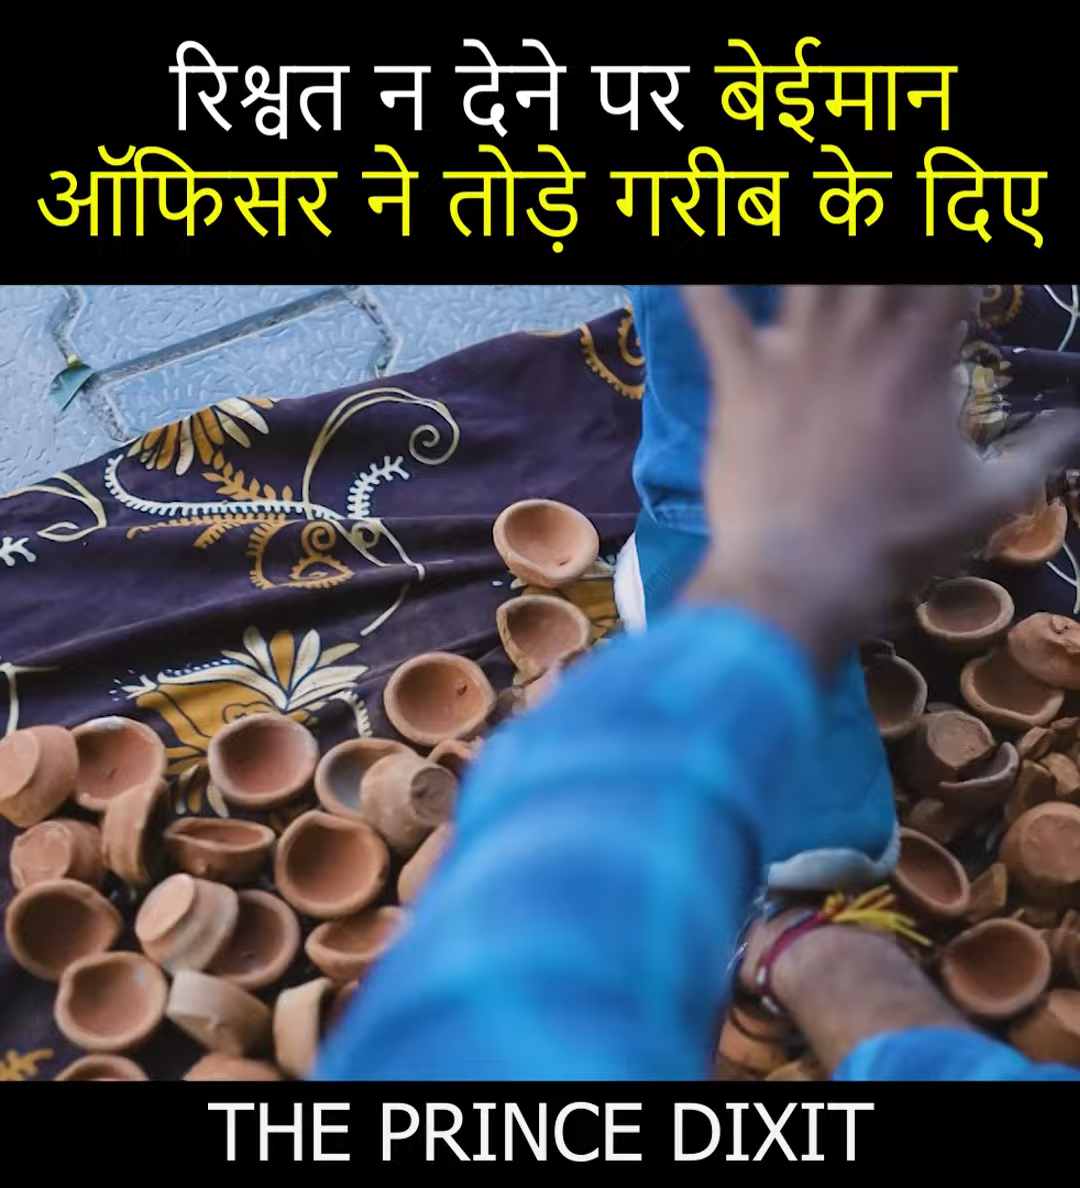 रिश्वत न देने पर बेईमान
ऑफिसर ने तोड़े गरीब के दिए
THE PRINCE DIXIT